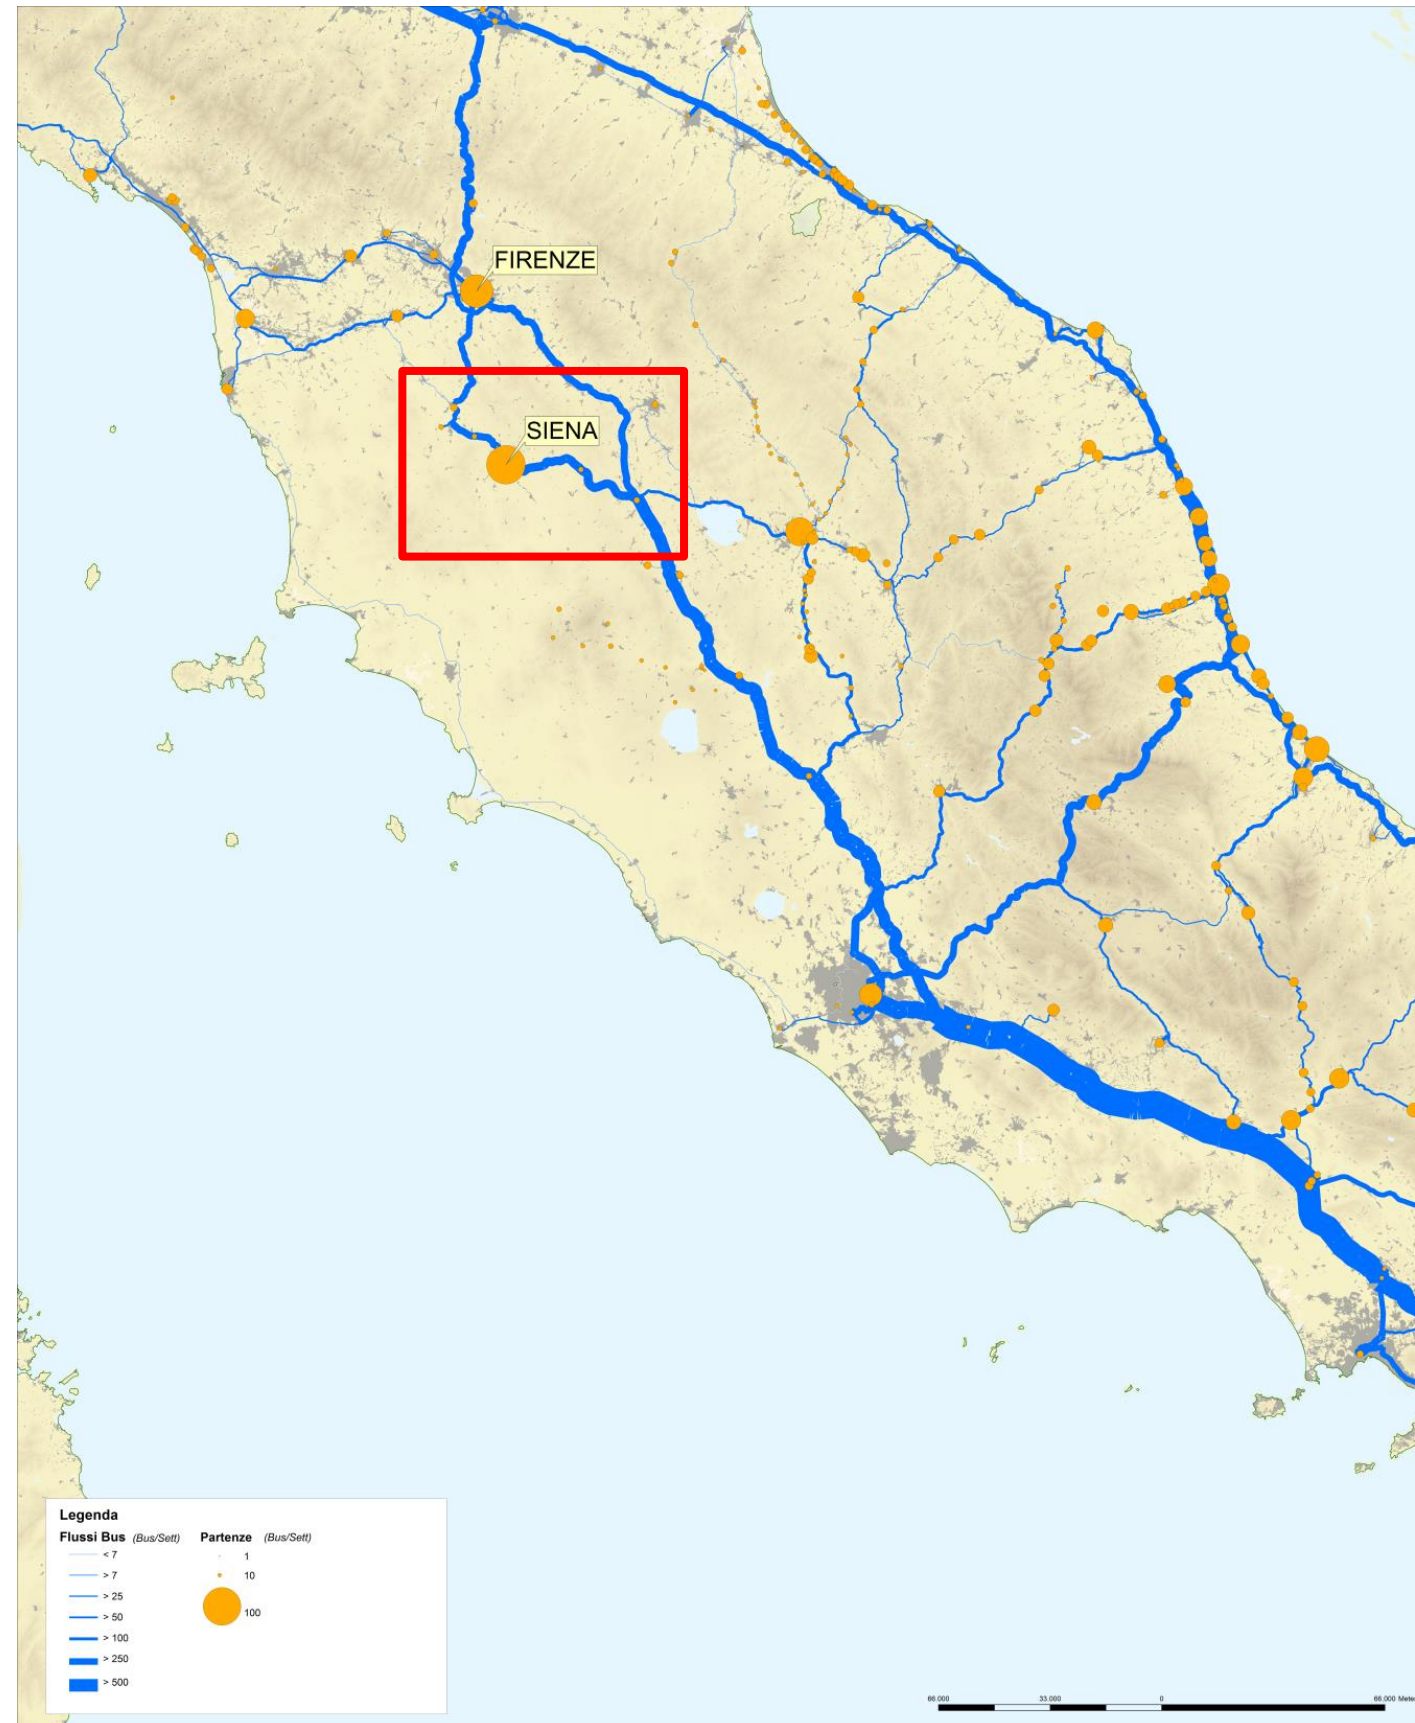 FIRENZE
SIENA
Legenda
Flussi Bus (Bus/Sett) Partenze (Bus/Sett)
< 7 1
> 7 10
> 25
> 50 100
> 100
> 250
> 500
66.000 33.000 0 66.000 Meters